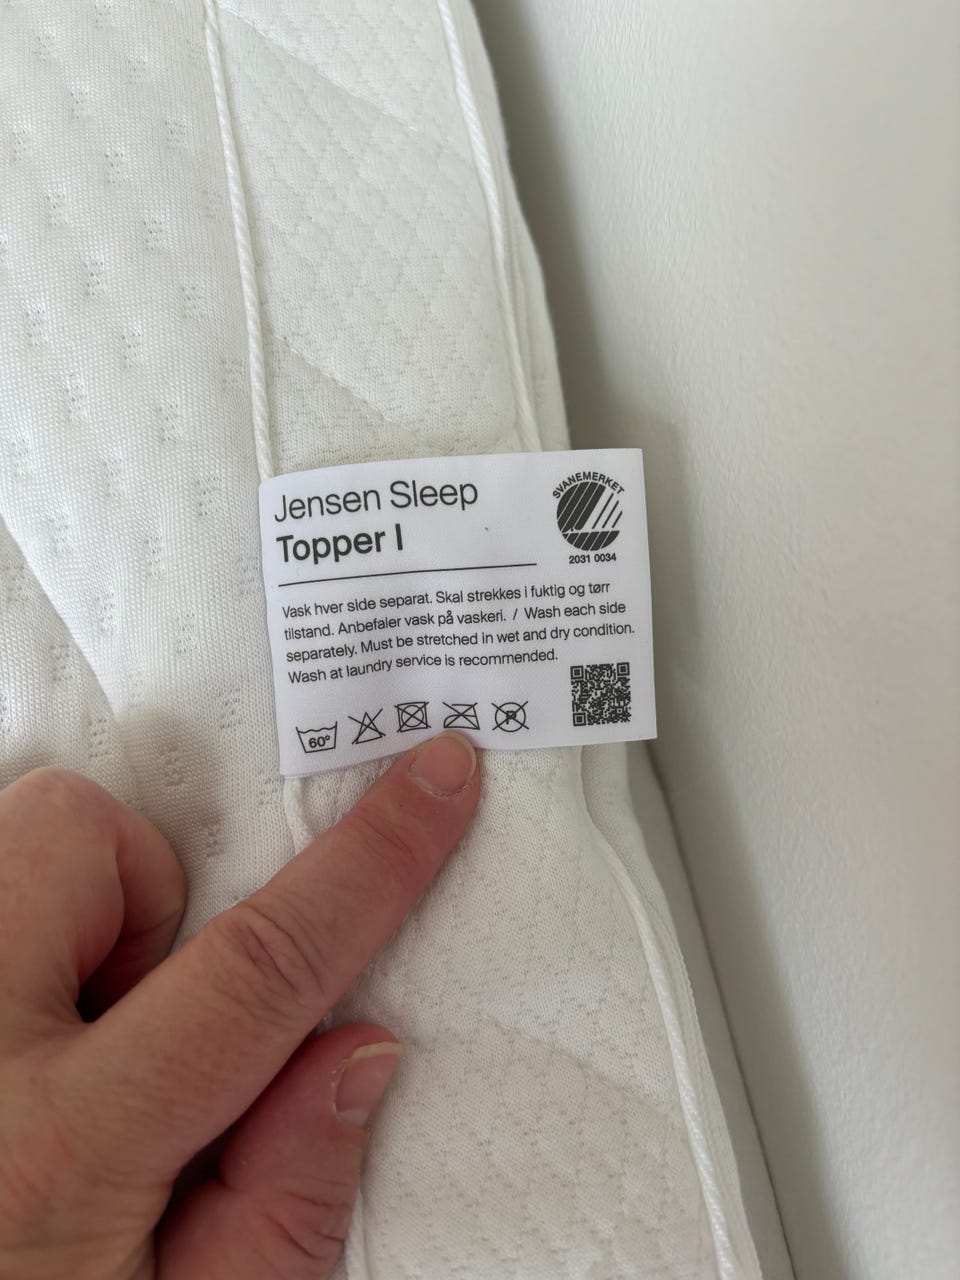 Jensen Sleep
Topper I
SVANEMERKET
2031 0034
Vask hver side separat. Skal strekkes i fuktig og tørr
tilstand. Anbefaler vask på vaskeri. / Wash each side
separately. Must be stretched in wet and dry condition.
Wash at laundry service is recommended.
60°
P